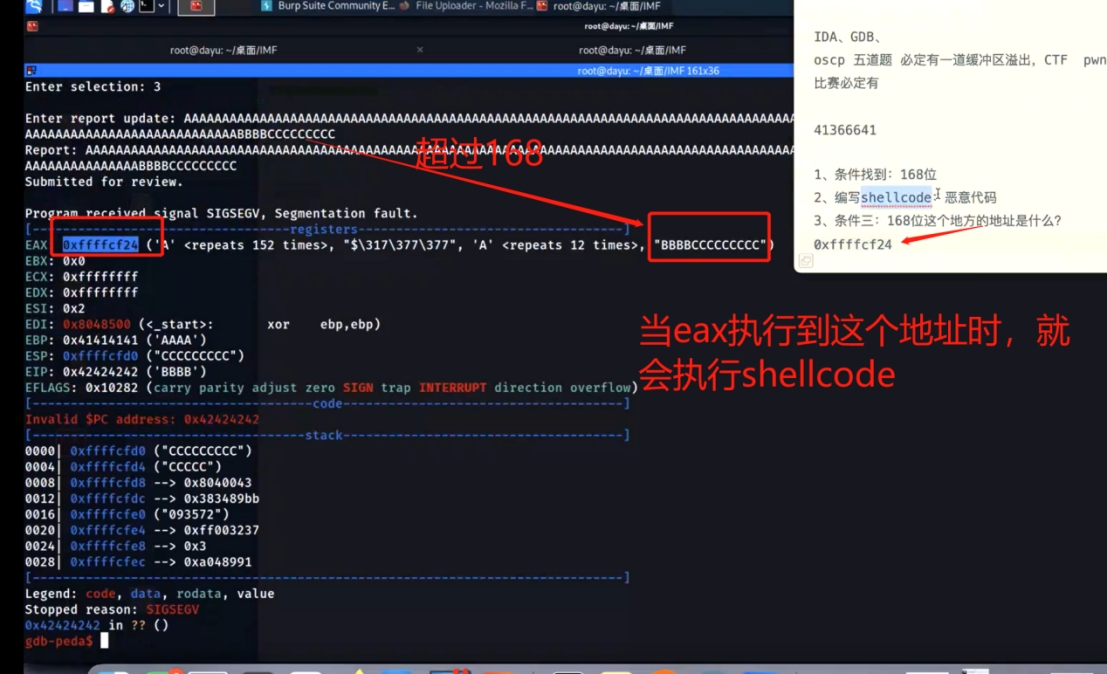 Burp Suite Community E...
File Uploader - Mozilla F...
root@dayu: ~/桌面/IMF
root@dayu: ~/桌面/IMF
root@dayu: ~/桌面/IMF
×
root@dayu: ~/桌面/IMF
root@dayu: ~/桌面/IMF 161x36
Enter selection: 3
Enter report update: AAAAAAAAAAAAAAAAAAAAAAAAAAAAAAAAAAAAAAAAAAAAAAAAAAAAAAAAAAAAAAAAAAAAAAAAAAAAAAAA
AAAAAAAAAAAAAAAAAAAAAAAAAAAABBBBCCCCCCCCC
Report: AAAAAAAAAAAAAAAAAAAAAAAAAAAAAAAAAAAAAAAAAAAAAAAAAAAAAAAAAAAAAAAAAAAAAAAAAAAAAAAAAAAAAAAAAAAAA
AAAAAAAAAAAAAAABBBBCCCCCCCCC
Submitted for review.
超过168
Program received signal SIGSEGV, Segmentation fault.
[----------------------------------registers-----------------------------------]
EAX: 0xffffcf24 ('A' <repeats 152 times>, "$\317\377\377", 'A' <repeats 12 times>, "BBBBCCCCCCCCC")
EBX: 0x0
ECX: 0xffffffff
EDX: 0xffffffff
ESI: 0x2
EDI: 0x8048500 (<_start>: xor ebp,ebp)
EBP: 0x41414141 ('AAAA')
ESP: 0xffffcfd0 ("CCCCCCCCC")
EIP: 0x42424242 ('BBBB')
EFLAGS: 0x10282 (carry parity adjust zero SIGN trap INTERRUPT direction overflow)
[-------------------------------------code-------------------------------------]
Invalid $PC address: 0x42424242
[------------------------------------stack-------------------------------------]
0000| 0xffffcfd0 ("CCCCCCCCC")
0004| 0xffffcfd4 ("CCCCC")
0008| 0xffffcfd8 --> 0x8040043
0012| 0xffffcfdc --> 0x383489bb
0016| 0xffffcfe0 ("093572")
0020| 0xffffcfe4 --> 0xff003237
0024| 0xffffcfe8 --> 0x3
0028| 0xffffcfec --> 0xa048991
[------------------------------------------------------------------------------]
Legend: code, data, rodata, value
Stopped reason: SIGSEGV
0x42424242 in ?? ()
gdb-peda$
IDA、GDB、
oscp 五道题 必定有一道缓冲区溢出，CTF pwn
比赛必定有
41366641
1、条件找到：168位
2、编写shellcode：恶意代码
3、条件三：168位这个地方的地址是什么?
0xffffcf24
当eax执行到这个地址时，就
会执行shellcode